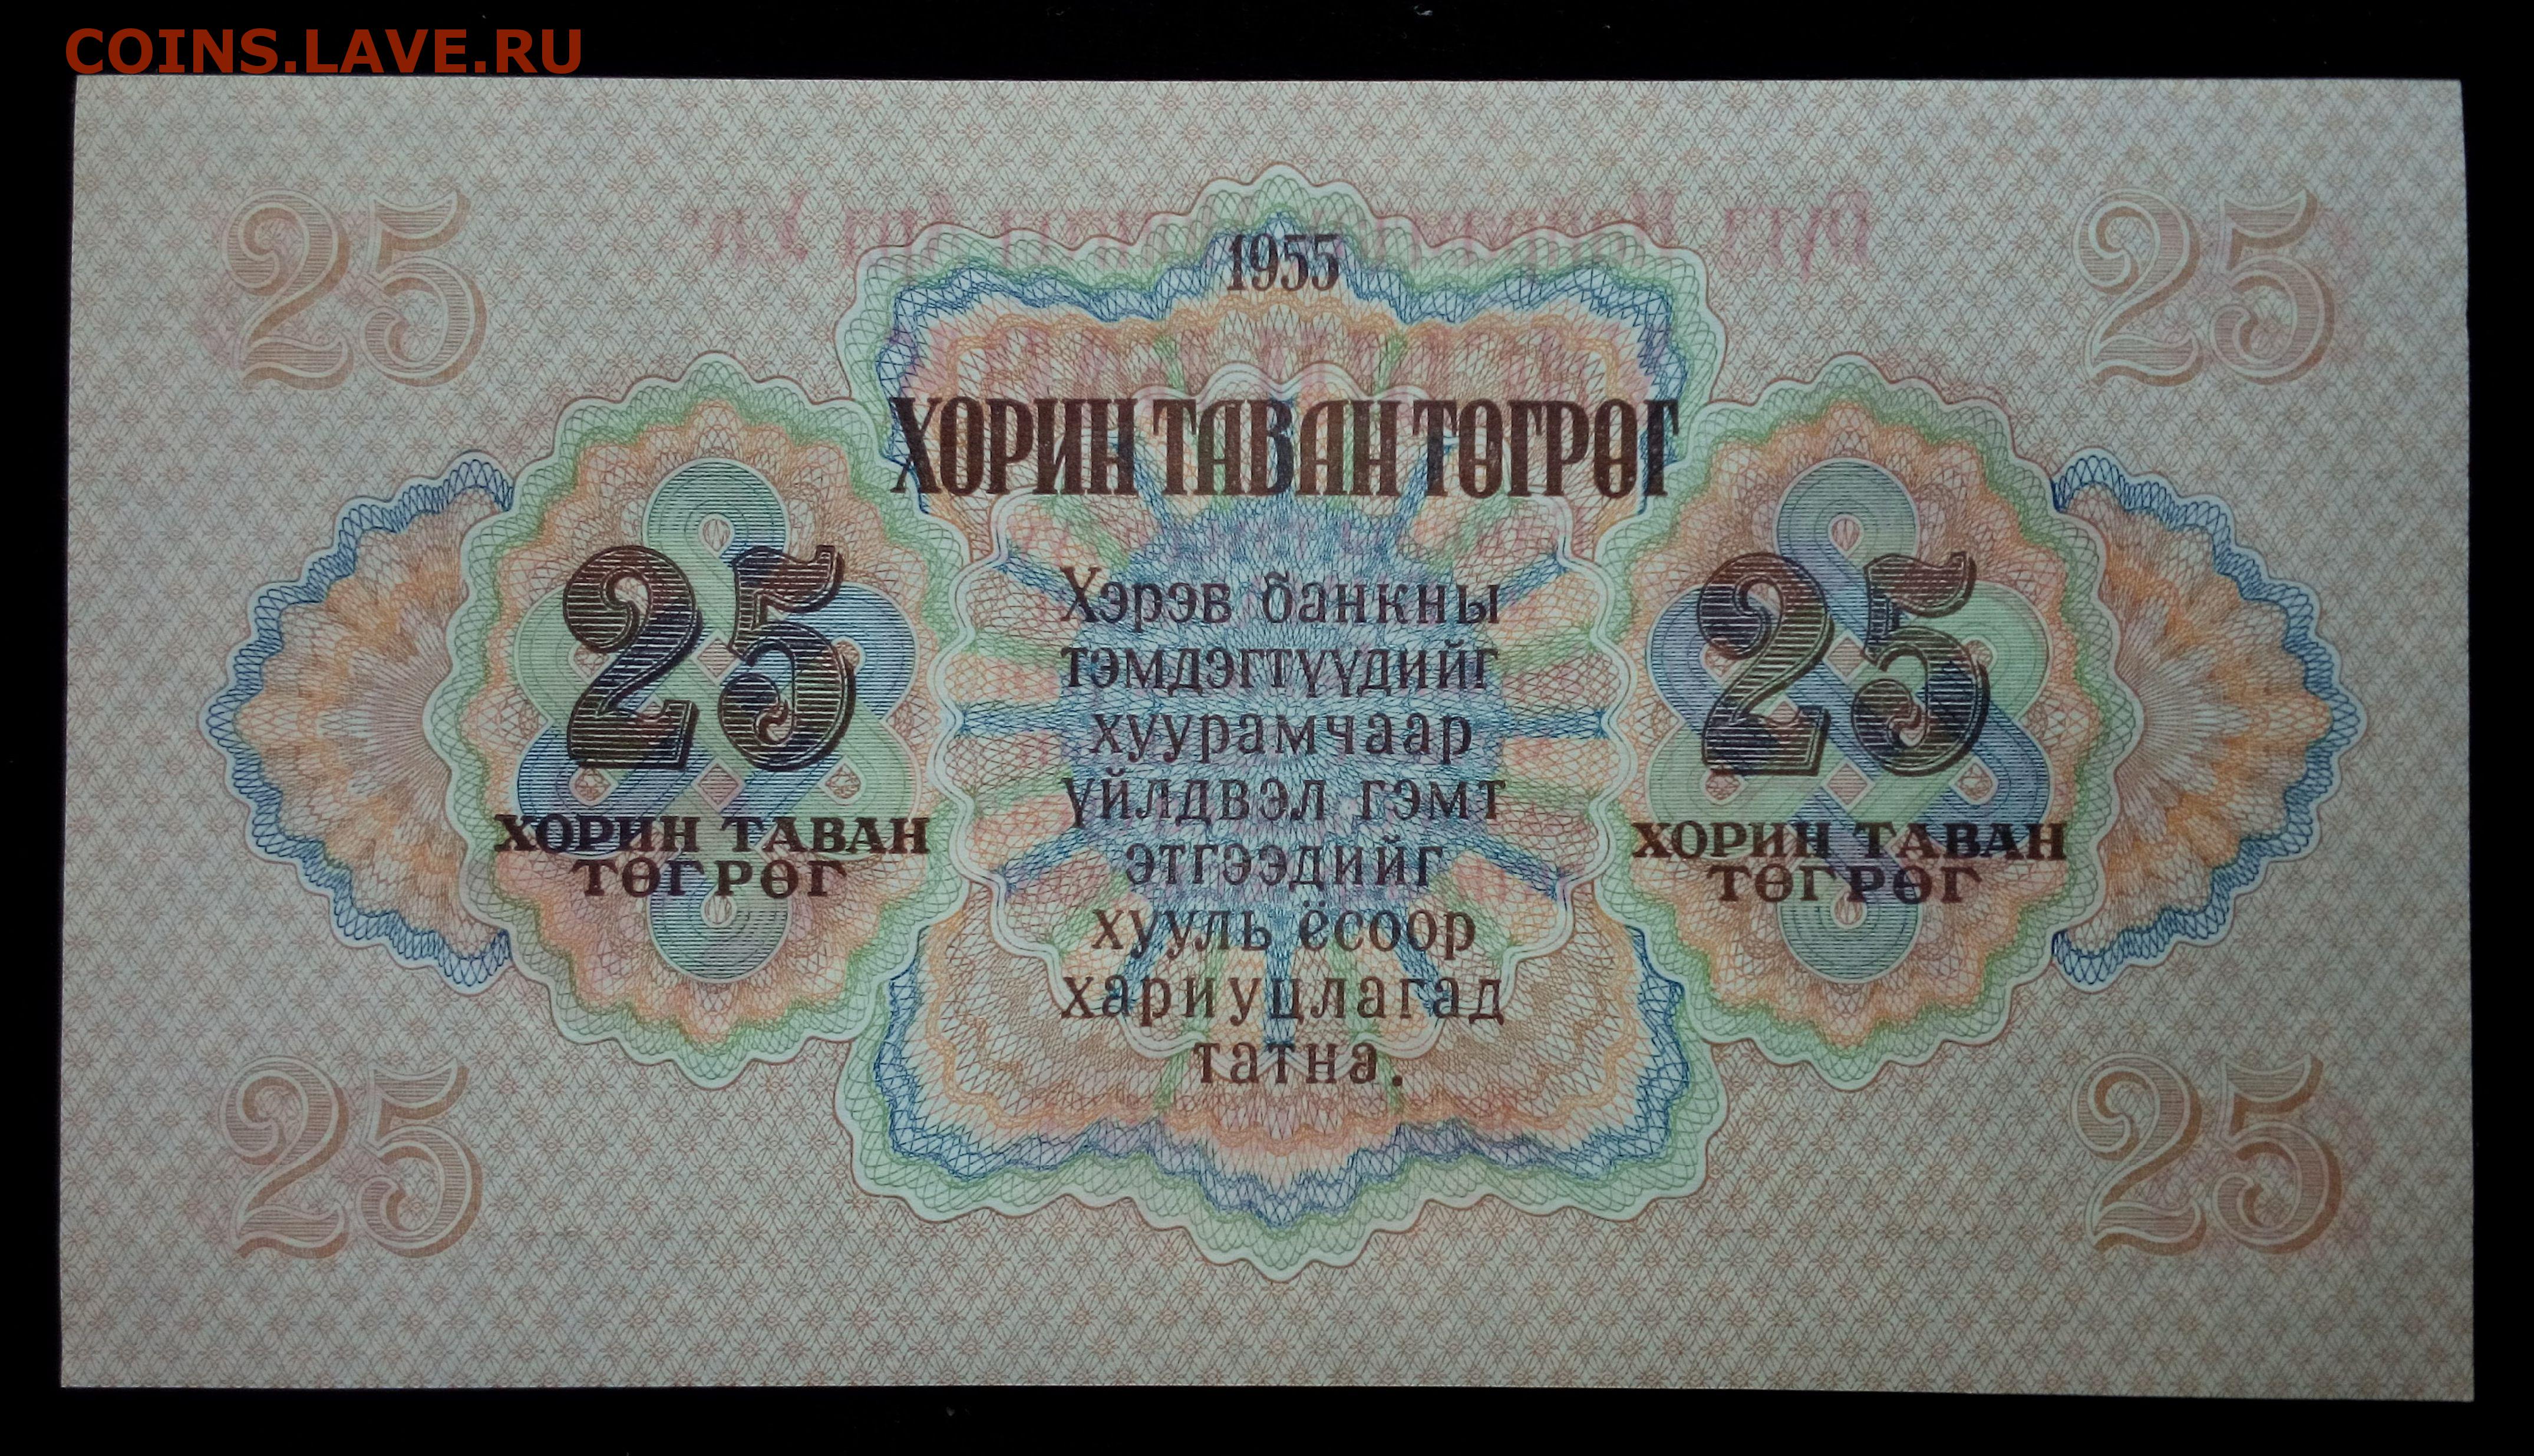 COINS.LAVE.RU
25 25
1955
ХОРИН ТАВАН ТӨГРӨГ
25 25
ХОРИН ТАВАН
ТӨГРӨГ
Хэрэв банкны
тэмдэгтүүдийг
хуурамчаар
үйлдвэл гэмт
этгээдийг
хууль ёсоор
хариуцлагад
татна.
ХОРИН ТАВАН
ТӨГРӨГ
25 25